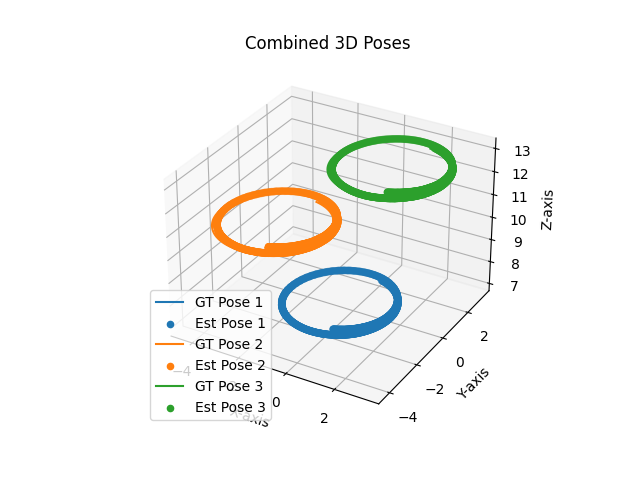 Combined 3D Poses
13
12
11
10
9
8
7
Z-axis
2
0
−2
−4
Y-axis
−4
0
2
X-axis
GT Pose 1
Est Pose 1
GT Pose 2
Est Pose 2
GT Pose 3
Est Pose 3